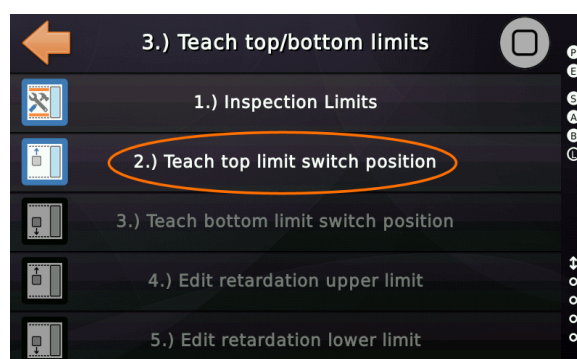 3.) Teach top/bottom limits
1.) Inspection Limits
2.) Teach top limit switch position
3.) Teach bottom limit switch position
4.) Edit retardation upper limit
5.) Edit retardation lower limit
P
E
S
A
B
L